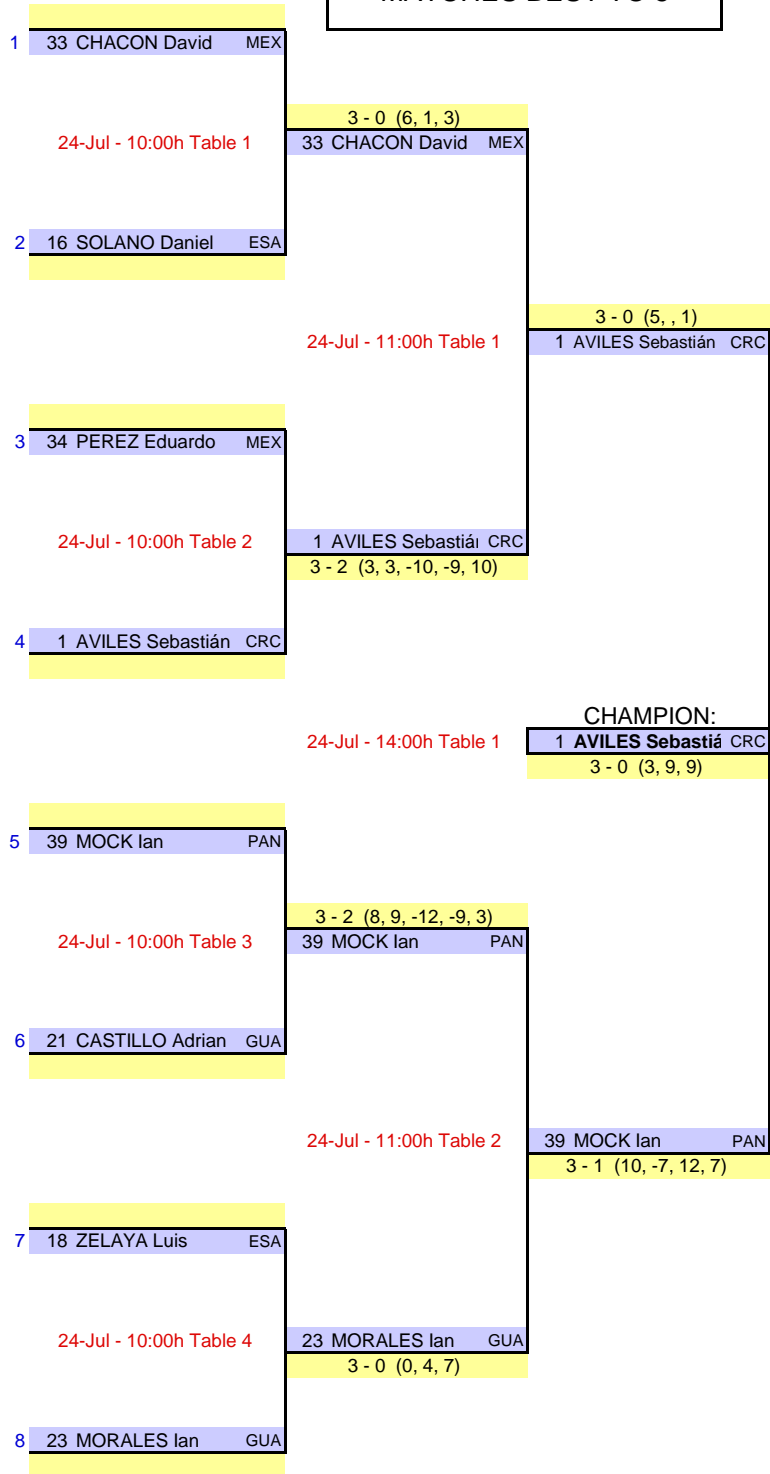 1 33 CHACON David MEX
3 - 0 (6, 1, 3)
24-Jul - 10:00h Table 1 33 CHACON David MEX
2 16 SOLANO Daniel ESA
3 - 0 (5, , 1)
24-Jul - 11:00h Table 1 1 AVILES Sebastián CRC
3 34 PEREZ Eduardo MEX
24-Jul - 10:00h Table 2 1 AVILES Sebastiá CRC
3 - 2 (3, 3, -10, -9, 10)
4 1 AVILES Sebastián CRC
CHAMPION:
24-Jul - 14:00h Table 1 1 AVILES Sebastiá CRC
3 - 0 (3, 9, 9)
5 39 MOCK Ian PAN
3 - 2 (8, 9, -12, -9, 3)
24-Jul - 10:00h Table 3 39 MOCK Ian PAN
6 21 CASTILLO Adrian GUA
24-Jul - 11:00h Table 2 39 MOCK Ian PAN
3 - 1 (10, -7, 12, 7)
7 18 ZELAYA Luis ESA
24-Jul - 10:00h Table 4 23 MORALES Ian GUA
3 - 0 (0, 4, 7)
8 23 MORALES Ian GUA